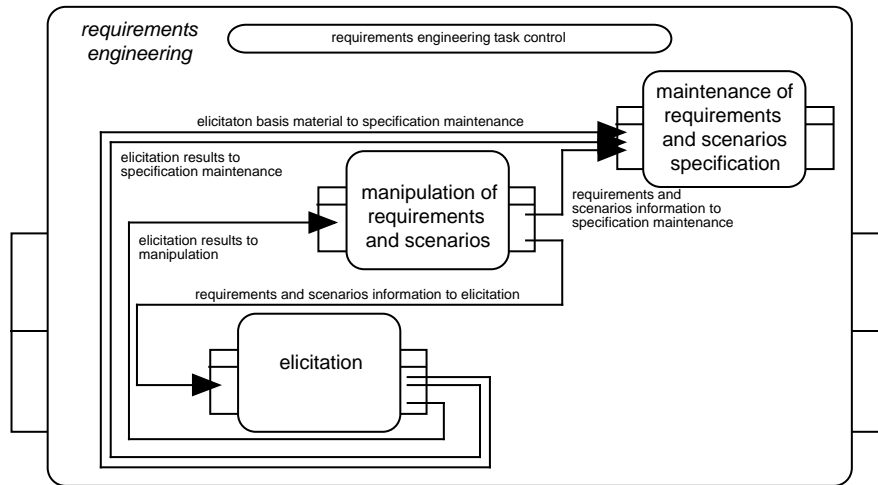 requirements
engineering
requirements engineering task control
maintenance of
requirements
and scenarios
specification
elicitaton basis material to specification maintenance
elicitation results to
specification maintenance
manipulation of
requirements
and scenarios
requirements and
scenarios information to
specification maintenance
elicitation results to
manipulation
requirements and scenarios information to elicitation
elicitation